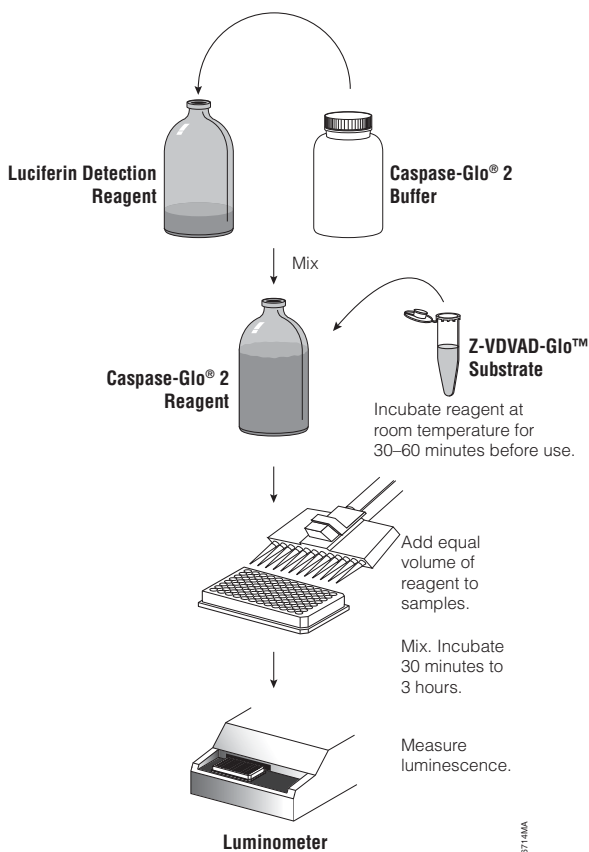 Luciferin Detection
Reagent
Caspase-Glo® 2
Buffer
Mix
Caspase-Glo® 2
Reagent
Z-VDVAD-Glo™
Substrate
Incubate reagent at
room temperature for
30–60 minutes before use.
Add equal
volume of
reagent to
samples.
Mix. Incubate
30 minutes to
3 hours.
Measure
luminescence.
Luminometer